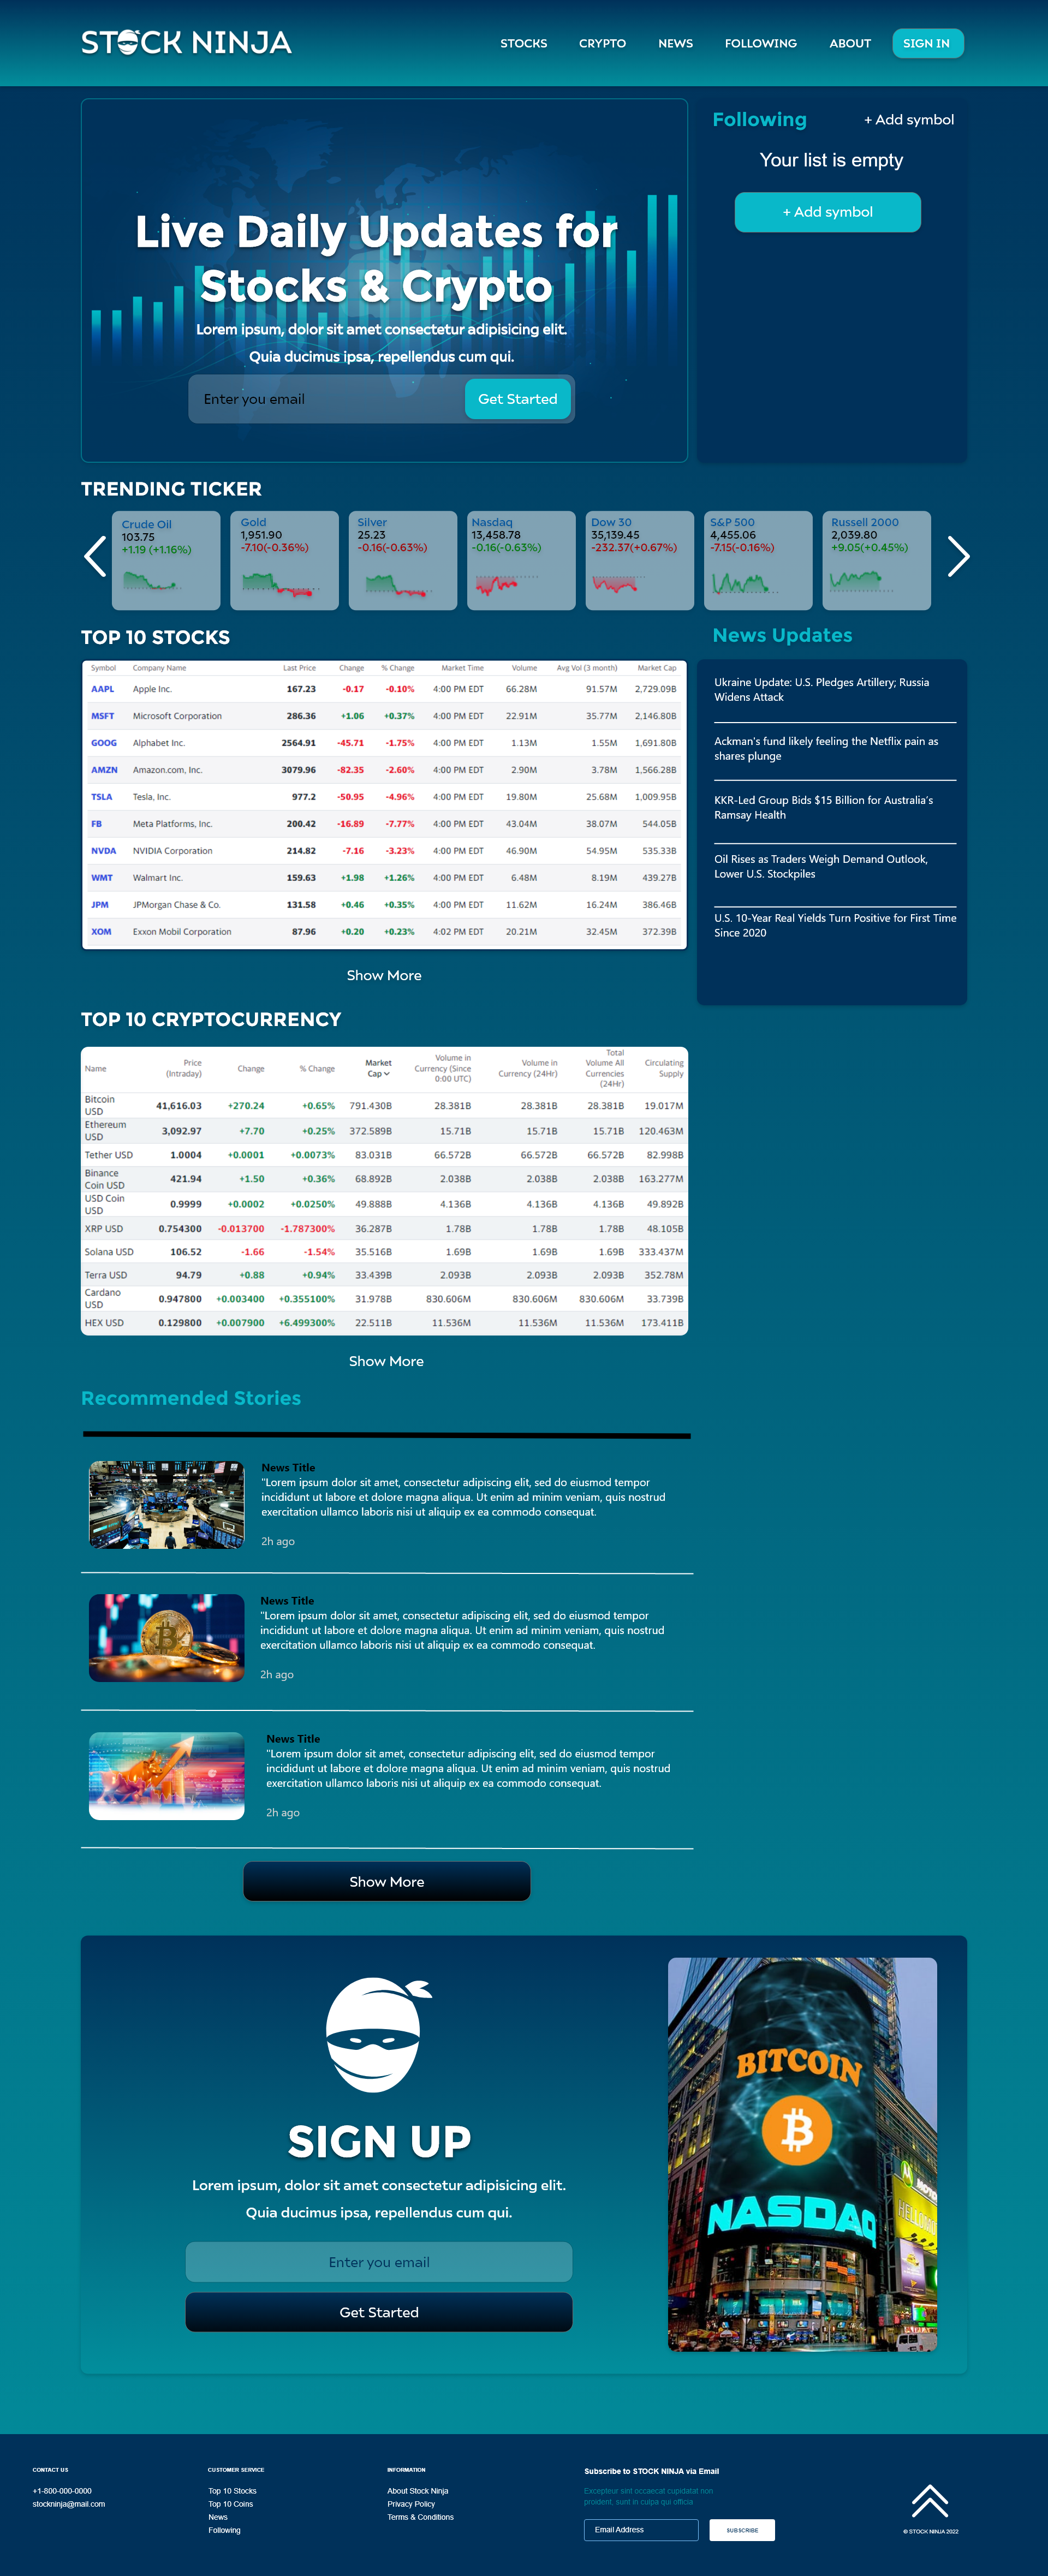 STOCK NINJA
STOCKS CRYPTO NEWS FOLLOWING ABOUT SIGN IN
Live Daily Updates for
Stocks & Crypto
Lorem ipsum, dolor sit amet consectetur adipisicing elit.
Quia ducimus ipsa, repellendus cum qui.
Enter you email Get Started
Following + Add symbol
Your list is empty
+ Add symbol
TRENDING TICKER
Crude Oil
103.75
+1.19 (+1.16%)
Gold
1,951.90
-7.10(-0.36%)
Silver
25.23
-0.16(-0.63%)
Nasdaq
13,458.78
-0.16(-0.63%)
Dow 30
35,139.45
-232.37(+0.67%)
S&P 500
4,455.06
-7.15(-0.16%)
Russell 2000
2,039.80
+9.05(+0.45%)
TOP 10 STOCKS
Symbol Company Name Last Price Change % Change Market Time Volume Avg Vol (3 month) Market Cap
AAPL Apple Inc. 167.23 -0.17 -0.10% 4:00 PM EDT 66.28M 91.57M 2,729.09B
MSFT Microsoft Corporation 286.36 +1.06 +0.37% 4:00 PM EDT 22.91M 35.77M 2,146.80B
GOOG Alphabet Inc. 2564.91 -45.71 -1.75% 4:00 PM EDT 1.13M 1.55M 1,691.80B
AMZN Amazon.com, Inc. 3079.96 -82.35 -2.60% 4:00 PM EDT 2.90M 3.78M 1,566.28B
TSLA Tesla, Inc. 977.2 -50.95 -4.96% 4:00 PM EDT 19.80M 25.68M 1,009.95B
FB Meta Platforms, Inc. 200.42 -16.89 -7.77% 4:00 PM EDT 43.04M 38.07M 544.05B
NVDA NVIDIA Corporation 214.82 -7.16 -3.23% 4:00 PM EDT 46.90M 54.95M 535.33B
WMT Walmart Inc. 159.63 +1.98 +1.26% 4:00 PM EDT 6.48M 8.19M 439.27B
JPM JPMorgan Chase & Co. 131.58 +0.46 +0.35% 4:00 PM EDT 11.62M 16.24M 386.46B
XOM Exxon Mobil Corporation 87.96 +0.20 +0.23% 4:02 PM EDT 20.21M 32.45M 372.39B
Show More
News Updates
Ukraine Update: U.S. Pledges Artillery; Russia
Widens Attack
Ackman's fund likely feeling the Netflix pain as
shares plunge
KKR-Led Group Bids $15 Billion for Australia's
Ramsay Health
Oil Rises as Traders Weigh Demand Outlook,
Lower U.S. Stockpiles
U.S. 10-Year Real Yields Turn Positive for First Time
Since 2020
TOP 10 CRYPTOCURRENCY
Name Price (Intraday) Change % Change Market Cap Volume in Currency (Since 0:00 UTC) Volume in Currency (24Hr) Total Volume All Currencies (24Hr) Circulating Supply
Bitcoin USD 41,616.03 +270.24 +0.65% 791.430B 28.381B 28.381B 28.381B 19.017M
Ethereum USD 3,092.97 +7.70 +0.25% 372.589B 15.71B 15.71B 15.71B 120.463M
Tether USD 1.0004 +0.0001 +0.0073% 83.031B 66.572B 66.572B 66.572B 82.998B
Binance Coin USD 421.94 +1.50 +0.36% 68.892B 2.038B 2.038B 2.038B 163.277M
USD Coin USD 0.9999 +0.0002 +0.0250% 49.888B 4.136B 4.136B 4.136B 49.892B
XRP USD 0.754300 -0.013700 -1.787300% 36.287B 1.78B 1.78B 1.78B 48.105B
Solana USD 106.52 -1.66 -1.54% 35.516B 1.69B 1.69B 1.69B 333.437M
Terra USD 94.79 +0.88 +0.94% 33.439B 2.093B 2.093B 2.093B 352.78M
Cardano USD 0.947800 +0.003400 +0.355100% 31.978B 830.606M 830.606M 830.606M 33.739B
HEX USD 0.129800 +0.007900 +6.499300% 22.511B 11.536M 11.536M 11.536M 173.411B
Show More
Recommended Stories
News Title
"Lorem ipsum dolor sit amet, consectetur adipiscing elit, sed do eiusmod tempor
incididunt ut labore et dolore magna aliqua. Ut enim ad minim veniam, quis nostrud
exercitation ullamco laboris nisi ut aliquip ex ea commodo consequat.
2h ago
News Title
"Lorem ipsum dolor sit amet, consectetur adipiscing elit, sed do eiusmod tempor
incididunt ut labore et dolore magna aliqua. Ut enim ad minim veniam, quis nostrud
exercitation ullamco laboris nisi ut aliquip ex ea commodo consequat.
2h ago
News Title
"Lorem ipsum dolor sit amet, consectetur adipiscing elit, sed do eiusmod tempor
incididunt ut labore et dolore magna aliqua. Ut enim ad minim veniam, quis nostrud
exercitation ullamco laboris nisi ut aliquip ex ea commodo consequat.
2h ago
Show More
SIGN UP
Lorem ipsum, dolor sit amet consectetur adipisicing elit.
Quia ducimus ipsa, repellendus cum qui.
Enter you email
Get Started
BITCOIN
NASDAQ
CONTACT US
+1-800-000-0000
stockninja@mail.com
CUSTOMER SERVICE
Top 10 Stocks
Top 10 Coins
News
Following
INFORMATION
About Stock Ninja
Privacy Policy
Terms & Conditions
Subscribe to STOCK NINJA via Email
Excepteur sint occaecat cupidatat non
proident, sunt in culpa qui officia
Email Address SUBSCRIBE
© STOCK NINJA 2022